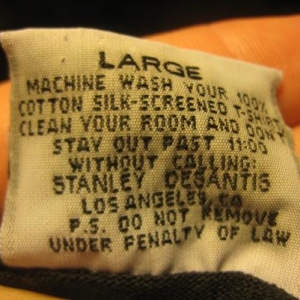 LARGE
MACHINE WASH YOUR 100%
COTTON SILK-SCREENED T-SHIRT
CLEAN YOUR ROOM AND DON'T
STAY OUT PAST 11:00
WITHOUT CALLING:
STANLEY DESANTIS
LOS ANGELES, CA
P.S. DO NOT REMOVE
UNDER PENALTY OF LAW